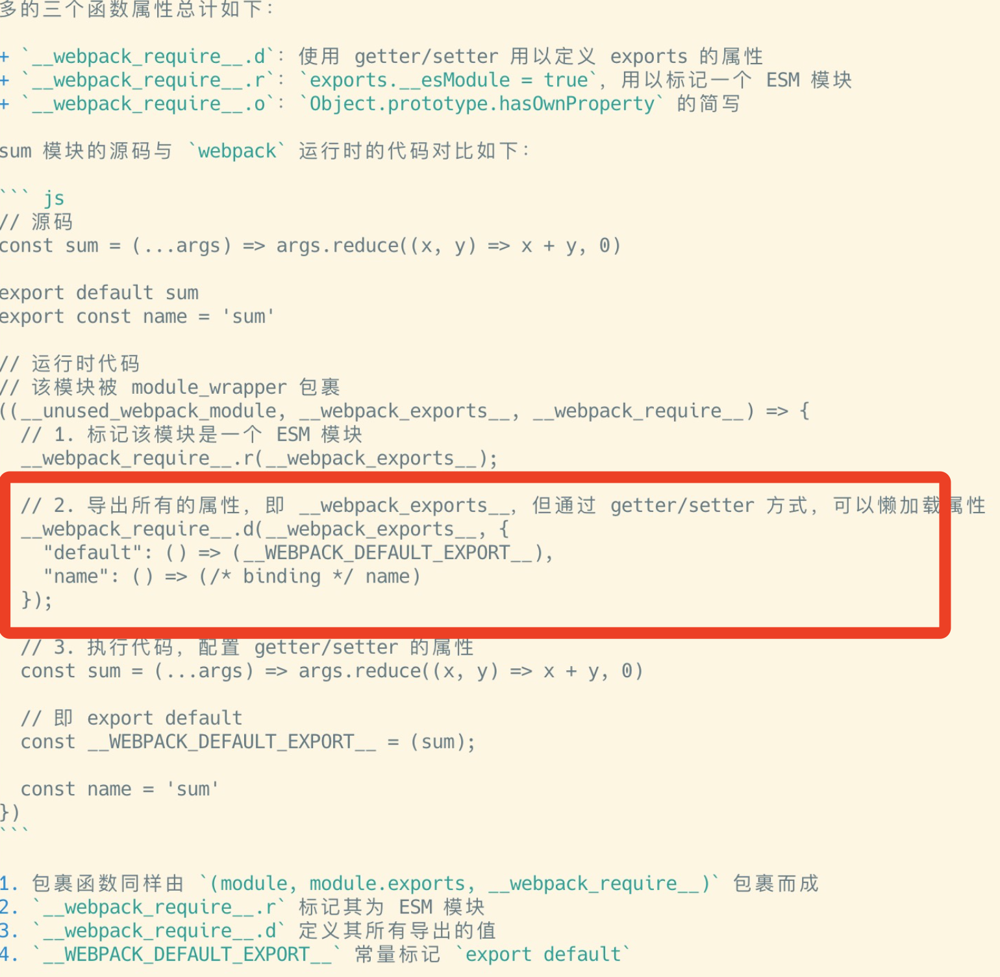 多的三个函数属性总计如下：
+ `__webpack_require__.d`: 使用 getter/setter 用以定义 exports 的属性
+ `__webpack_require__.r`: `exports.__esModule = true`, 用以标记一个 ESM 模块
+ `__webpack_require__.o`: `Object.prototype.hasOwnProperty` 的简写
sum 模块的源码与 `webpack` 运行时的代码对比如下：
``` js
// 源码
const sum = (...args) => args.reduce((x, y) => x + y, 0)
export default sum
export const name = 'sum'
// 运行时代码
// 该模块被 module_wrapper 包裹
((__unused_webpack_module, __webpack_exports__, __webpack_require__) => {
  // 1. 标记该模块是一个 ESM 模块
  __webpack_require__.r(__webpack_exports__);
  // 2. 导出所有的属性, 即 __webpack_exports__, 但通过 getter/setter 方式, 可以懒加载属性
  __webpack_require__.d(__webpack_exports__, {
    "default": () => (__WEBPACK_DEFAULT_EXPORT__),
    "name": () => (/* binding */ name)
  });
  // 3. 执行代码, 配置 getter/setter 的属性
  const sum = (...args) => args.reduce((x, y) => x + y, 0)
  // 即 export default
  const __WEBPACK_DEFAULT_EXPORT__ = (sum);
  const name = 'sum'
})
```
1. 包裹函数同样由 `(module, module.exports, __webpack_require__)` 包裹而成
2. `__webpack_require__.r` 标记其为 ESM 模块
3. `__webpack_require__.d` 定义其所有导出的值
4. `__WEBPACK_DEFAULT_EXPORT__` 常量标记 `export default`